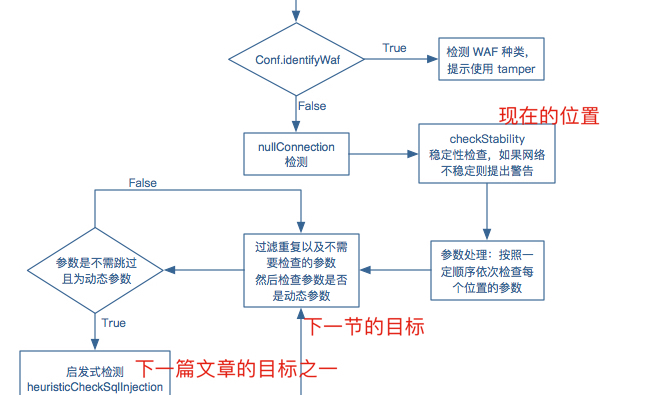 Conf.identifyWaf
True
检测 WAF 种类，
提示使用 tamper
False
现在的位置
nullConnection
检测
checkStability
稳定性检查，如果网络
不稳定则提出警告
False
参数是不需跳过
且为动态参数
过滤重复以及不需
要检查的参数
然后检查参数是否
是动态参数
参数处理：按照一
定顺序依次检查每
个位置的参数
True
下一节的目标
下一篇文章的目标之一
启发式检测
heuristicCheckSqlInjection